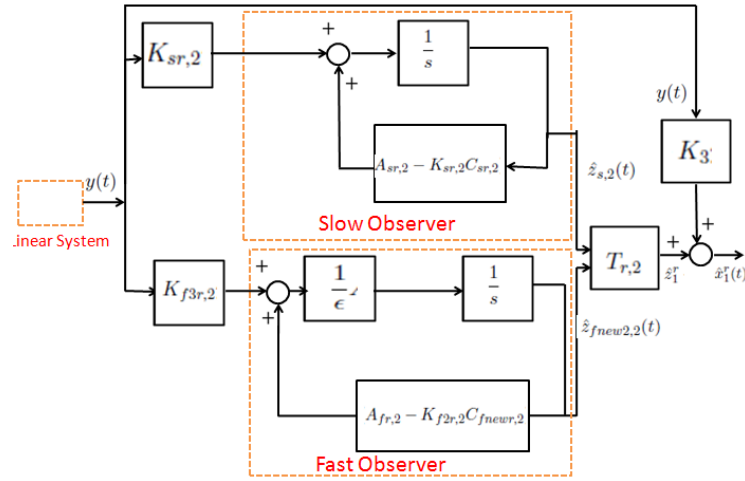 K_{sr,2}
+
+
1/s
y(t)
A_{sr,2} − K_{sr,2}C_{sr,2}
K_3
y(t)
ẑ_{s,2}(t)
Slow Observer
Linear System
K_{f3r,2}
+
+
1/ϵ
1/s
T_{r,2}
+
+
ẑ_1^r
x̂_1^r(t)
ẑ_{fnew2,2}(t)
A_{fr,2} − K_{f2r,2}C_{fnewr,2}
Fast Observer